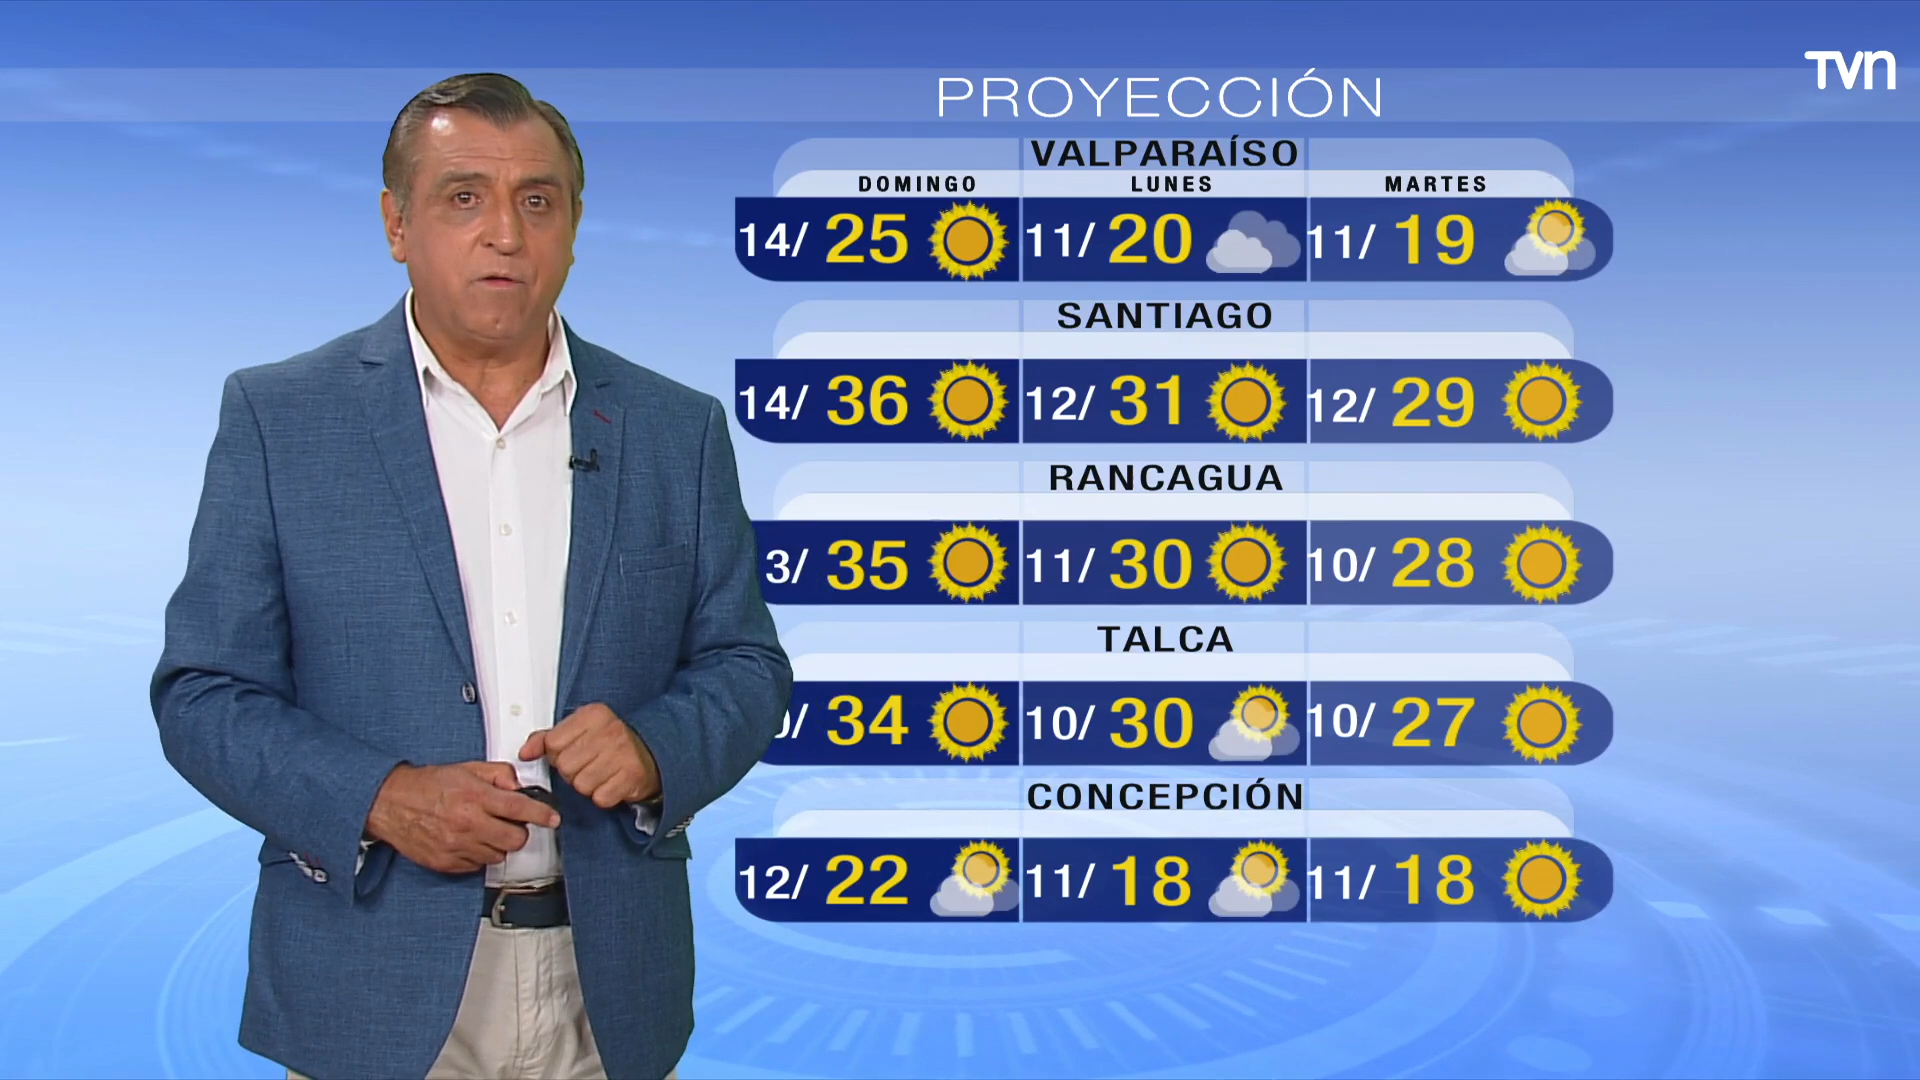 TVN
PROYECCIÓN
VALPARAÍSO
DOMINGO LUNES MARTES
14/ 25 11/ 20 11/ 19
SANTIAGO
14/ 36 12/ 31 12/ 29
RANCAGUA
3/ 35 11/ 30 10/ 28
TALCA
/ 34 10/ 30 10/ 27
CONCEPCIÓN
12/ 22 11/ 18 11/ 18